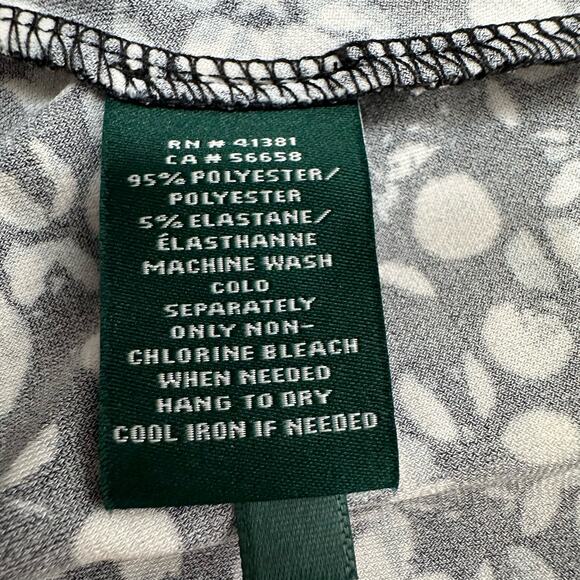 RN # 41381
CA # 56658
95% POLYESTER/
POLYESTER
5% ELASTANE/
ÉLASTHANNE
MACHINE WASH
COLD
SEPARATELY
ONLY NON-
CHLORINE BLEACH
WHEN NEEDED
HANG TO DRY
COOL IRON IF NEEDED